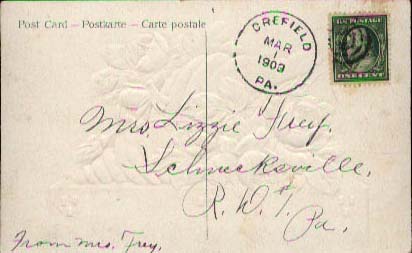 Post Card — Postkarte — Carte postale
OREFIELD
MAR
1
1909
PA.
U.S. POSTAGE
ONE CENT
Mrs. Lizzie Frey.
Schnecksville.
R. D. 1.
Pa.
From Mrs. Frey.